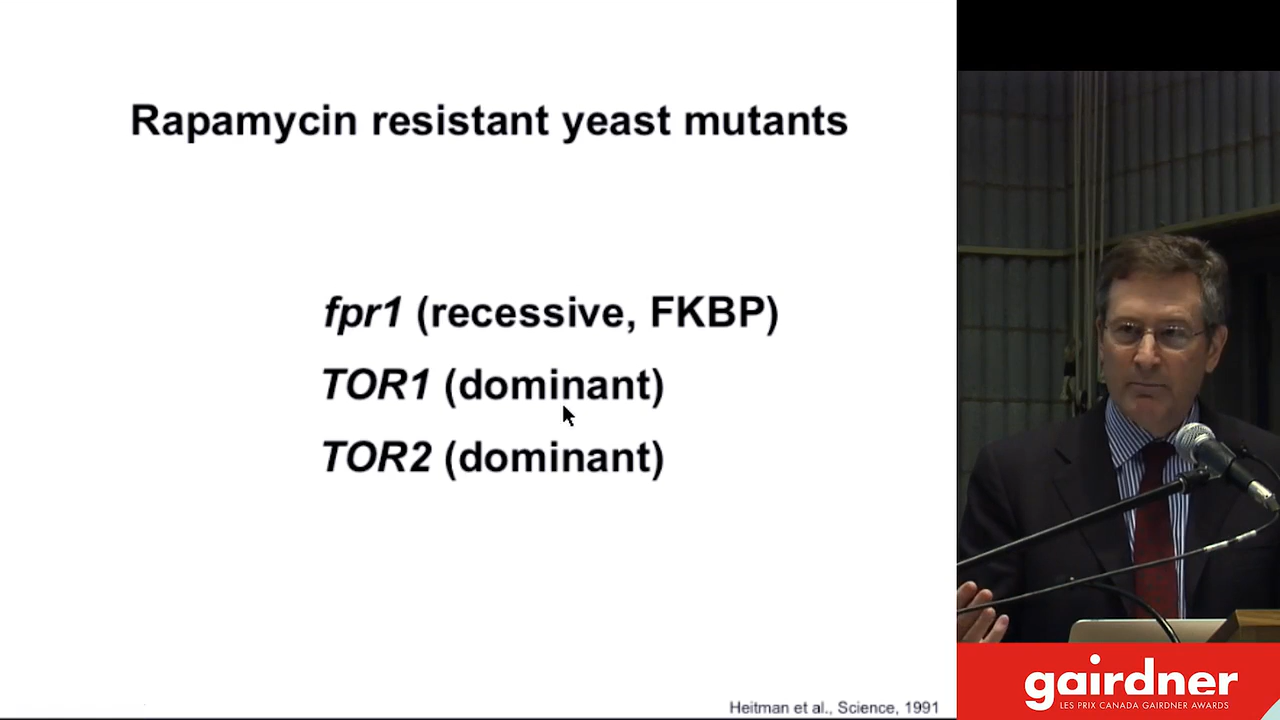 Rapamycin resistant yeast mutants
fpr1 (recessive, FKBP)
TOR1 (dominant)
TOR2 (dominant)
Heitman et al., Science, 1991
gairdner
LES PRIX CANADA GAIRDNER AWARDS